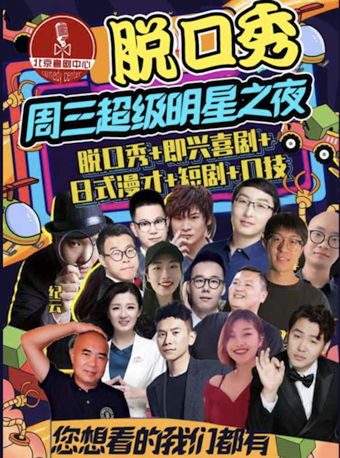 北京喜剧中心
comedy center
脱口秀
周三超级明星之夜
脱口秀+即兴喜剧+
日式漫才+短剧+口技
纪云
您想看的我们都有